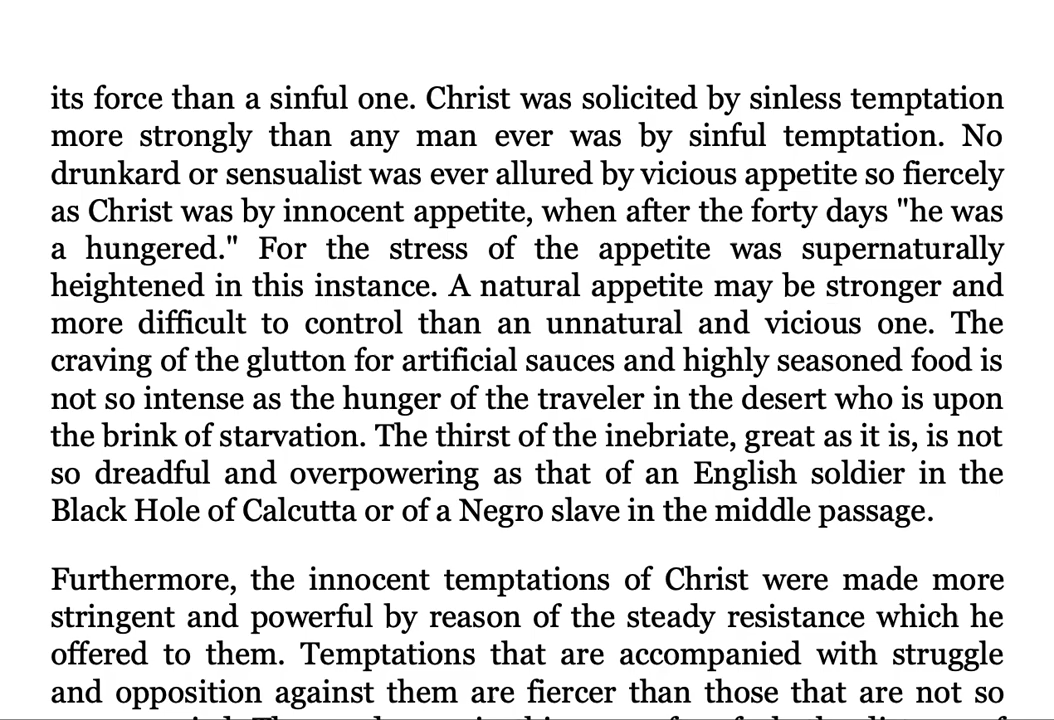 its force than a sinful one. Christ was solicited by sinless temptation
more strongly than any man ever was by sinful temptation. No
drunkard or sensualist was ever allured by vicious appetite so fiercely
as Christ was by innocent appetite, when after the forty days "he was
a hungered." For the stress of the appetite was supernaturally
heightened in this instance. A natural appetite may be stronger and
more difficult to control than an unnatural and vicious one. The
craving of the glutton for artificial sauces and highly seasoned food is
not so intense as the hunger of the traveler in the desert who is upon
the brink of starvation. The thirst of the inebriate, great as it is, is not
so dreadful and overpowering as that of an English soldier in the
Black Hole of Calcutta or of a Negro slave in the middle passage.
Furthermore, the innocent temptations of Christ were made more
stringent and powerful by reason of the steady resistance which he
offered to them. Temptations that are accompanied with struggle
and opposition against them are fiercer than those that are not so